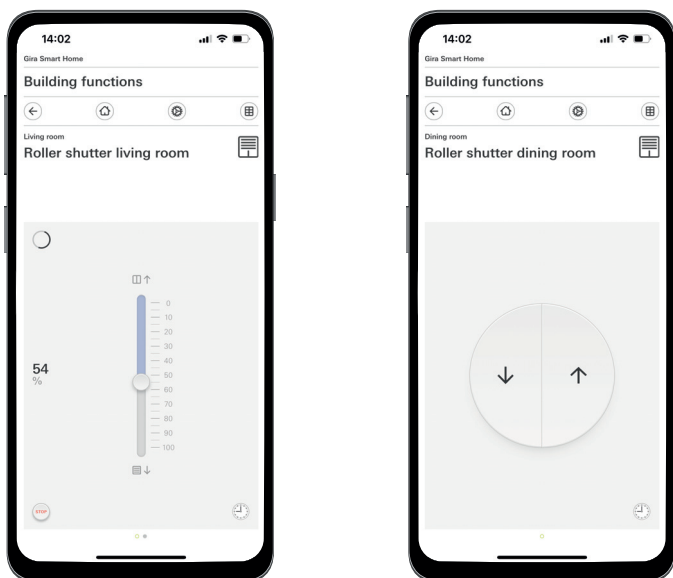 14:02
Gira Smart Home
Building functions
Living room
Roller shutter living room
0
10
20
30
40
50
60
70
80
90
100
54
%
STOP
14:02
Gira Smart Home
Building functions
Dining room
Roller shutter dining room